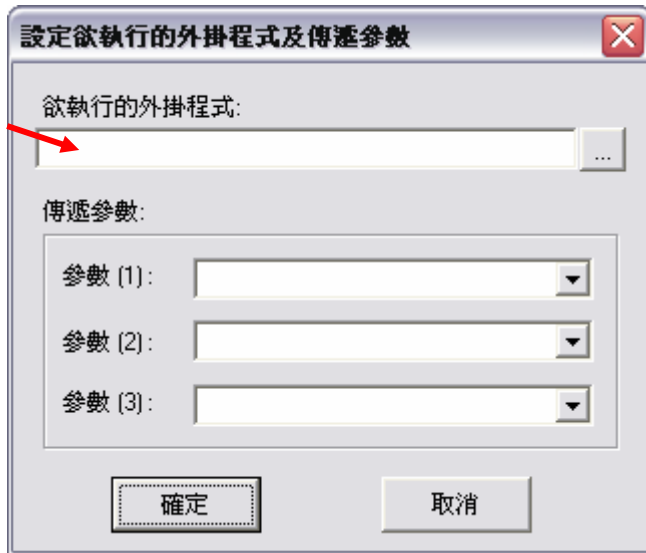 設定欲執行的外掛程式及傳遞參數
欲執行的外掛程式:
...
傳遞參數:
參數 (1) :
參數 (2) :
參數 (3) :
確定 取消